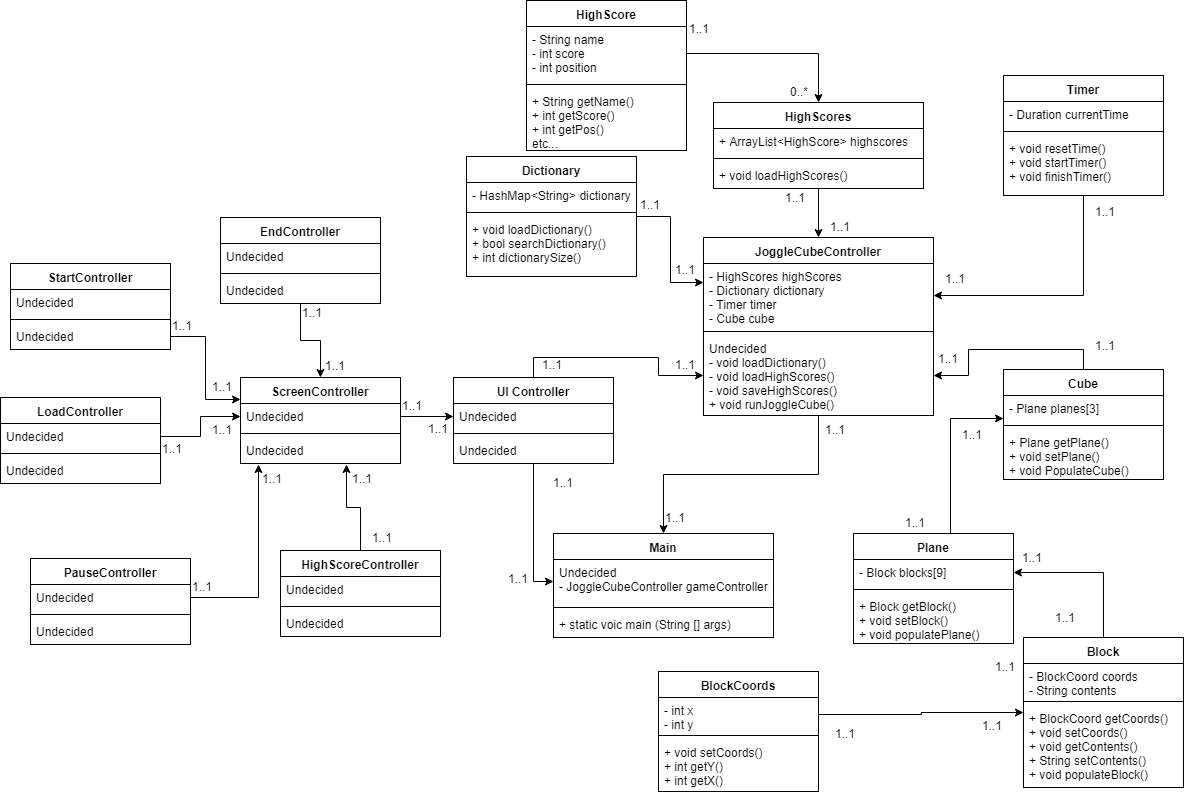 HighScore
- String name
- int score
- int position
+ String getName()
+ int getScore()
+ int getPos()
etc...
1..1
0..*
HighScores
+ ArrayList<HighScore> highscores
+ void loadHighScores()
1..1
1..1
Timer
- Duration currentTime
+ void resetTime()
+ void startTimer()
+ void finishTimer()
1..1
1..1
Dictionary
- HashMap<String> dictionary
+ void loadDictionary()
+ bool searchDictionary()
+ int dictionarySize()
1..1
1..1
JoggleCubeController
- HighScores highScores
- Dictionary dictionary
- Timer timer
- Cube cube
Undecided
- void loadDictionary()
- void loadHighScores()
- void saveHighScores()
+ void runJoggleCube()
EndController
Undecided
Undecided
1..1
1..1
StartController
Undecided
Undecided
1..1
1..1
ScreenController
Undecided
Undecided
1..1
1..1
UI Controller
Undecided
Undecided
1..1
1..1
1..1
1..1
LoadController
Undecided
Undecided
1..1
1..1
Cube
- Plane planes[3]
+ Plane getPlane()
+ void setPlane()
+ void PopulateCube()
1..1
1..1
1..1
1..1
PauseController
Undecided
Undecided
1..1
1..1
HighScoreController
Undecided
Undecided
1..1
1..1
Main
Undecided
- JoggleCubeController gameController
+ static voic main (String [] args)
1..1
1..1
Plane
- Block blocks[9]
+ Block getBlock()
+ void setBlock()
+ void populatePlane()
1..1
1..1
Block
- BlockCoord coords
- String contents
+ BlockCoord getCoords()
+ void setCoords()
+ void getContents()
+ String setContents()
+ void populateBlock()
1..1
BlockCoords
- int x
- int y
+ void setCoords()
+ int getY()
+ int getX()
1..1
1..1